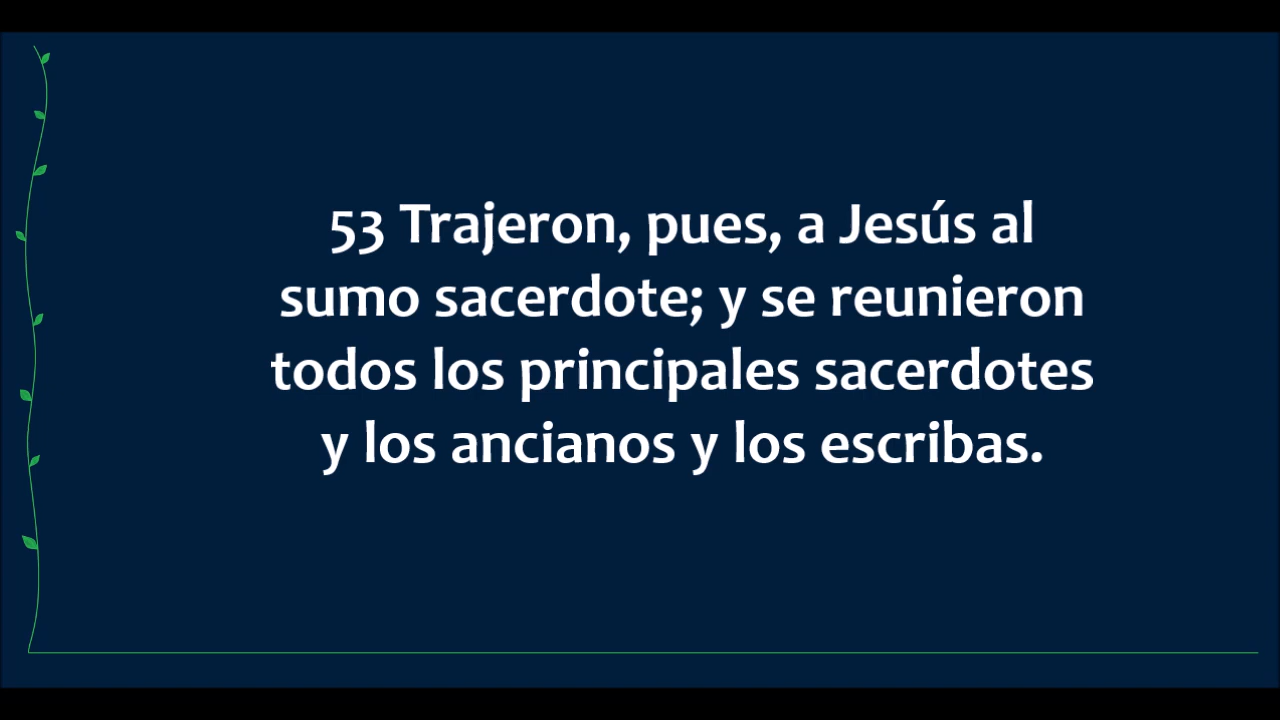 53 Trajeron, pues, a Jesús al
sumo sacerdote; y se reunieron
todos los principales sacerdotes
y los ancianos y los escribas.